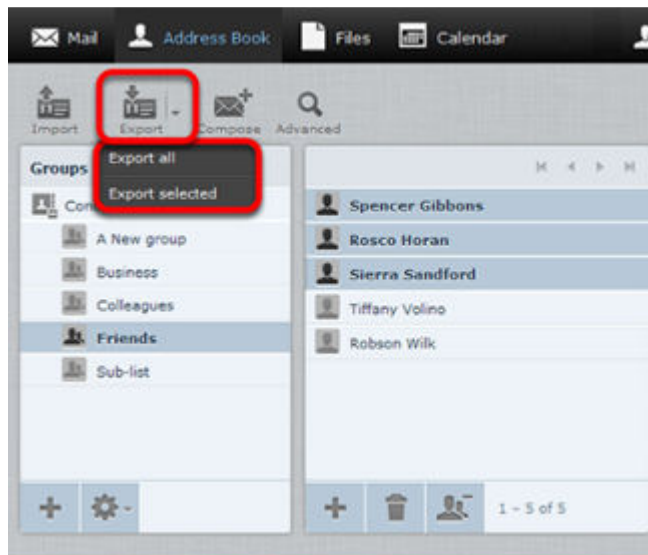 Mail Address Book Files Calendar
Import Export Compose Advanced
Export all
Export selected
Groups
Con
A New group
Business
Colleagues
Friends
Sub-list
Spencer Gibbons
Rosco Horan
Sierra Sandford
Tiffany Volino
Robson Wilk
1 - 5 of 5